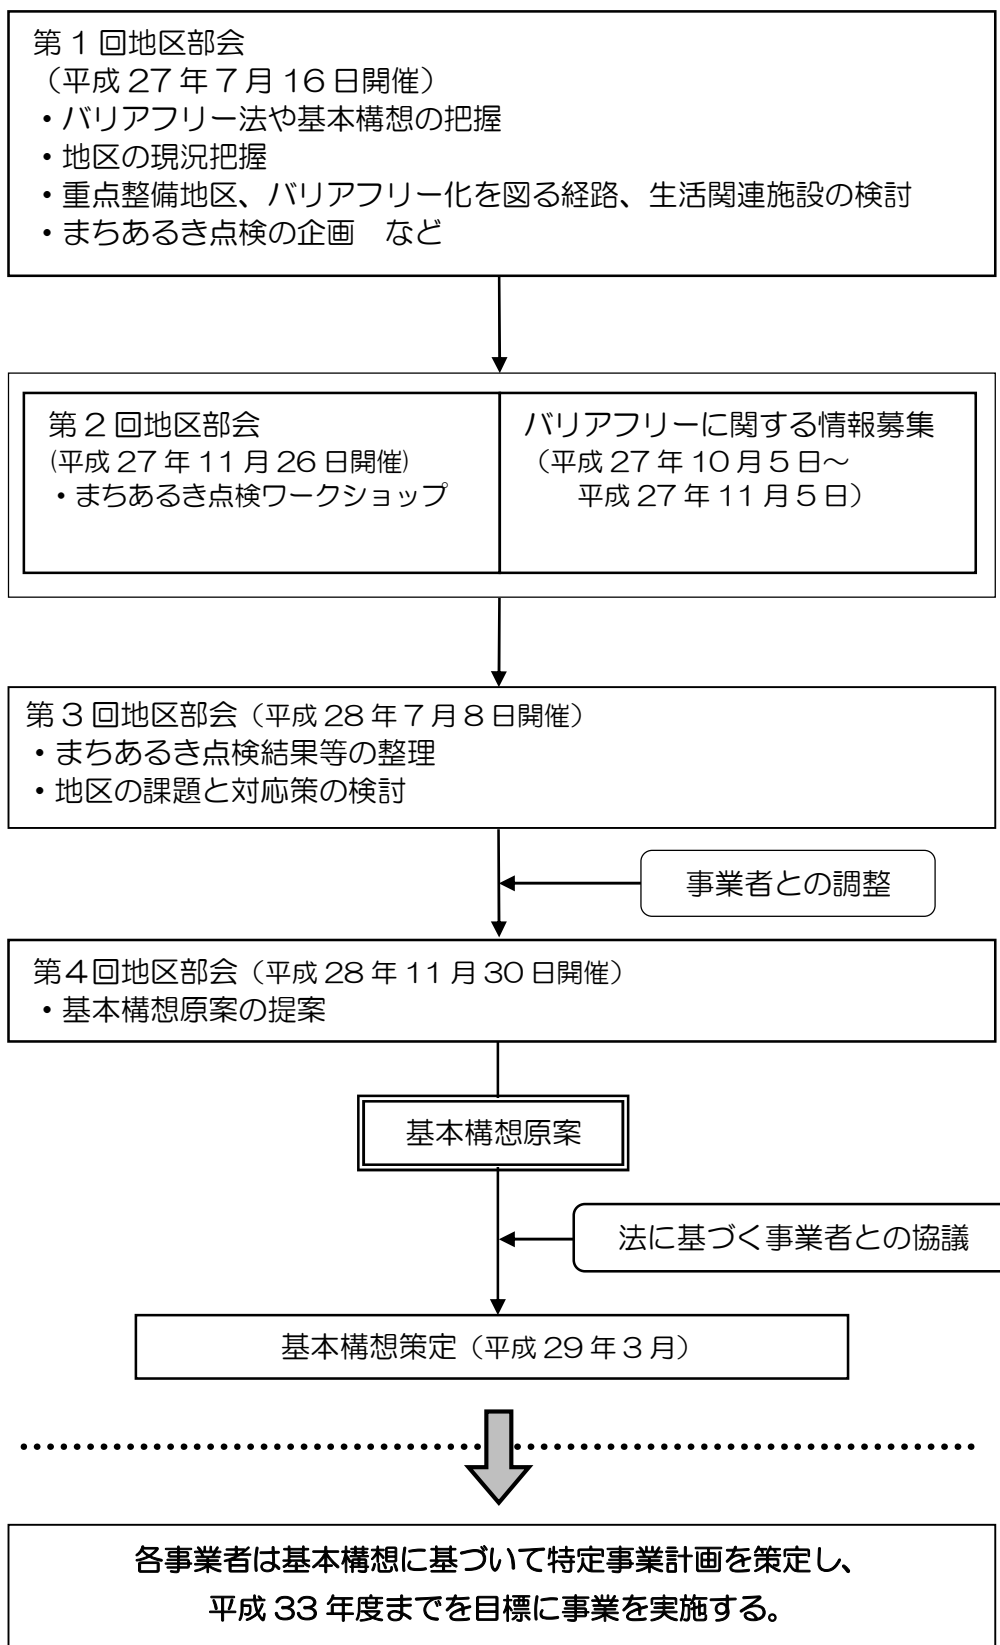 第1回地区部会
（平成27年7月16日開催）
・バリアフリー法や基本構想の把握
・地区の現況把握
・重点整備地区、バリアフリー化を図る経路、生活関連施設の検討
・まちあるき点検の企画　など
第2回地区部会
(平成27年11月26日開催)
・まちあるき点検ワークショップ
バリアフリーに関する情報募集
（平成27年10月5日～
平成27年11月5日）
第3回地区部会（平成28年7月8日開催）
・まちあるき点検結果等の整理
・地区の課題と対応策の検討
事業者との調整
第4回地区部会（平成28年11月30日開催）
・基本構想原案の提案
基本構想原案
法に基づく事業者との協議
基本構想策定（平成29年3月）
各事業者は基本構想に基づいて特定事業計画を策定し、
平成33年度までを目標に事業を実施する。